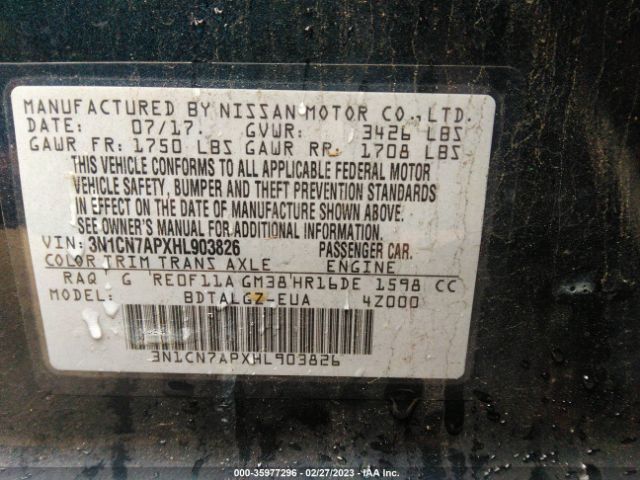 MANUFACTURED BY NISSAN MOTOR CO., LTD.
DATE: 07/17. GVWR: 3426 LBS
GAWR FR: 1750 LBS GAWR RR: 1708 LBS
THIS VEHICLE CONFORMS TO ALL APPLICABLE FEDERAL MOTOR
VEHICLE SAFETY, BUMPER AND THEFT PREVENTION STANDARDS
IN EFFECT ON THE DATE OF MANUFACTURE SHOWN ABOVE.
SEE OWNER'S MANUAL FOR ADDITIONAL INFORMATION.
VIN: 3N1CN7APXHL903826 PASSENGER CAR.
COLOR TRIM TRANS AXLE ENGINE
RAQ G 'RE0F11A GM38'HR16DE 1598 CC
MODEL: BDTALGZ-EUA 4Z000
3N1CN7APXHL903826
000-35977296 - 02/27/2023 - IAA Inc.